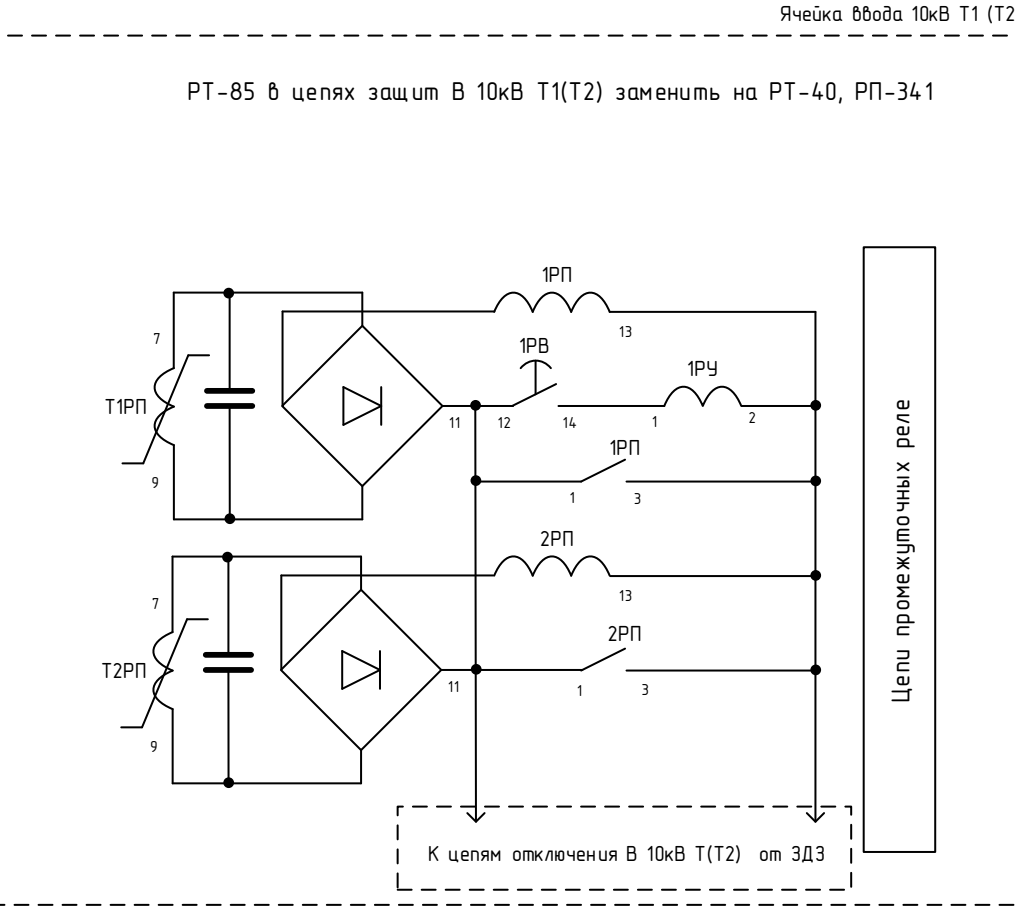 Ячейка ввода 10кВ Т1 (Т2
РТ-85 в цепях защит В 10кВ Т1(Т2) заменить на РТ-40, РП-341
1РП
13
7
1РВ
1РУ
Т1РП
11
12
14
1
2
1РП
9
1
3
2РП
7
13
2РП
Т2РП
11
1
3
9
Цепи промежуточных реле
К цепям отключения В 10кВ Т(Т2) от ЗДЗ